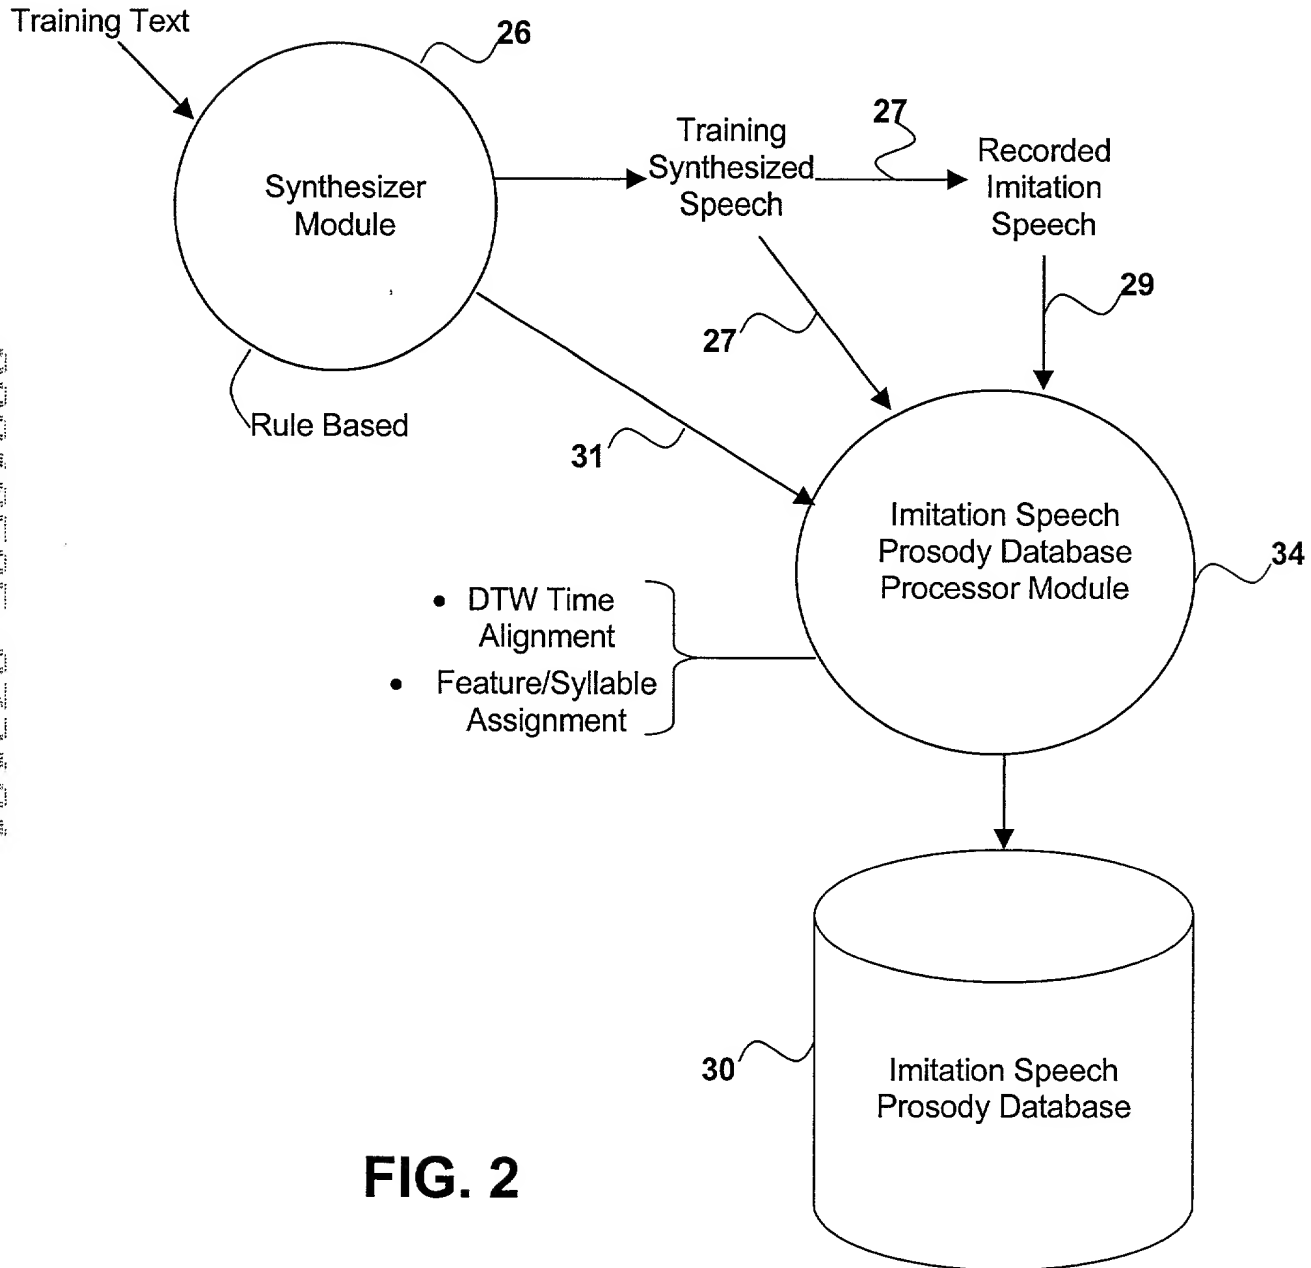 Training Text
26
Synthesizer
Module
Rule Based
Training
Synthesized
Speech
27
Recorded
Imitation
Speech
29
27
31
Imitation Speech
Prosody Database
Processor Module
34
• DTW Time
Alignment
• Feature/Syllable
Assignment
30
Imitation Speech
Prosody Database
FIG. 2